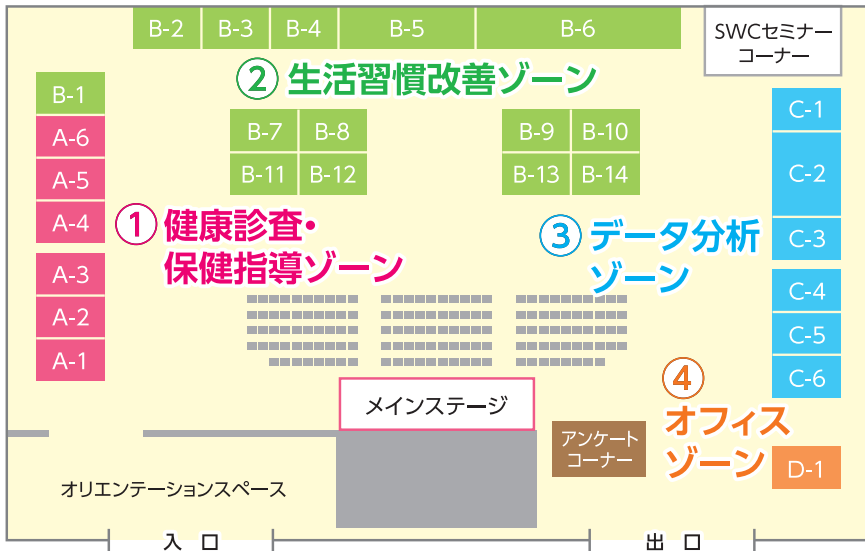 B-2 B-3 B-4 B-5 B-6
SWCセミナー
コーナー
② 生活習慣改善ゾーン
B-1
A-6
A-5
A-4
A-3
A-2
A-1
B-7 B-8
B-11 B-12
B-9 B-10
B-13 B-14
C-1
C-2
C-3
C-4
C-5
C-6
① 健康診査・
保健指導ゾーン
③ データ分析
ゾーン
メインステージ
④
オフィス
ゾーン
アンケート
コーナー
D-1
オリエンテーションスペース
入 口
出 口